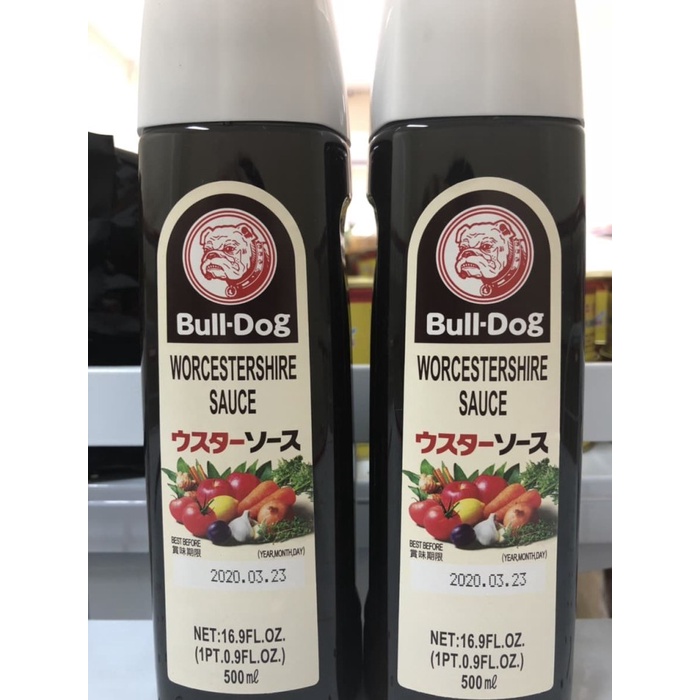 Bull-Dog
WORCESTERSHIRE
SAUCE
ウスターソース
BEST BEFORE
賞味期限
(YEAR,MONTH,DAY)
2020.03.23
NET:16.9FL.OZ.
(1PT.0.9FL.OZ.)
500ml
Bull-Dog
WORCESTERSHIRE
SAUCE
ウスターソース
BEST BEFORE
賞味期限
(YEAR,MONTH,DAY)
2020.03.23
NET:16.9FL.OZ.
(1PT.0.9FL.OZ.)
500ml